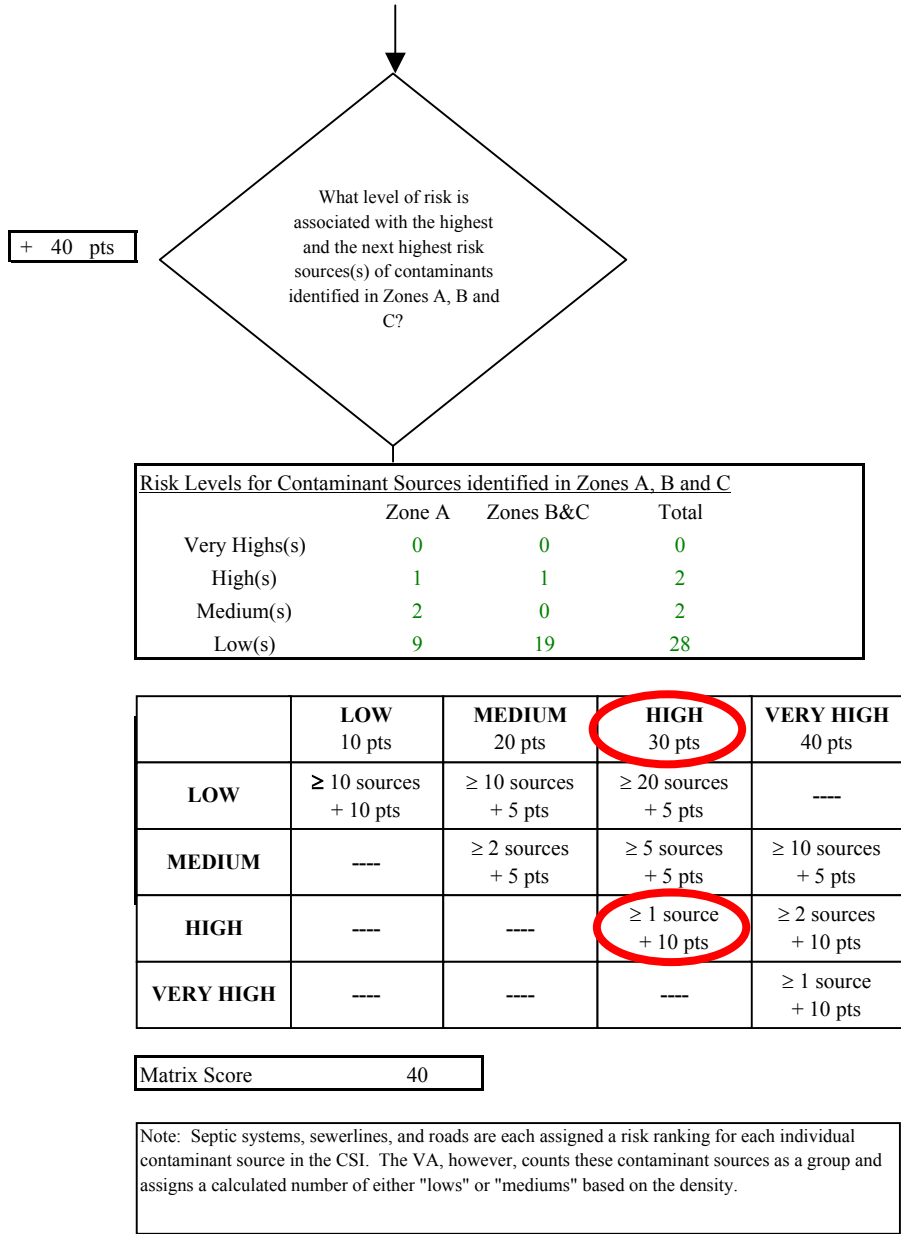 What level of risk is
associated with the highest
and the next highest risk
sources(s) of contaminants
identified in Zones A, B and
C?
+ 40 pts
Risk Levels for Contaminant Sources identified in Zones A, B and C
Zone A Zones B&C Total
Very Highs(s) 0 0 0
High(s) 1 1 2
Medium(s) 2 0 2
Low(s) 9 19 28
LOW MEDIUM HIGH VERY HIGH
10 pts 20 pts 30 pts 40 pts
LOW ≥ 10 sources ≥ 10 sources ≥ 20 sources ----
+ 10 pts + 5 pts + 5 pts
MEDIUM ---- ≥ 2 sources ≥ 5 sources ≥ 10 sources
+ 5 pts + 5 pts + 5 pts
HIGH ---- ---- ≥ 1 source ≥ 2 sources
+ 10 pts + 10 pts
VERY HIGH ---- ---- ---- ≥ 1 source
+ 10 pts
Matrix Score 40
Note: Septic systems, sewerlines, and roads are each assigned a risk ranking for each individual
contaminant source in the CSI. The VA, however, counts these contaminant sources as a group and
assigns a calculated number of either "lows" or "mediums" based on the density.